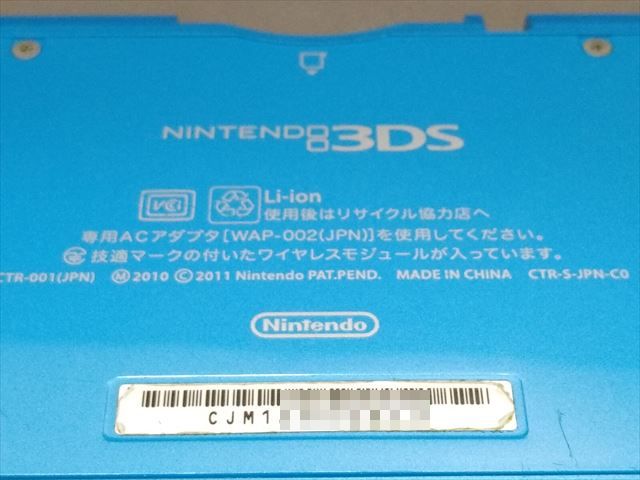 NINTENDO 3DS
VCI
Li-ion
使用後はリサイクル協力店へ
専用ACアダプタ[WAP-002(JPN)]を使用してください。
技適マークの付いたワイヤレスモジュールが入っています。
CTR-001(JPN) Ⓜ 2010 © 2011 Nintendo PAT.PEND. MADE IN CHINA CTR-S-JPN-C0
Nintendo
CJM1